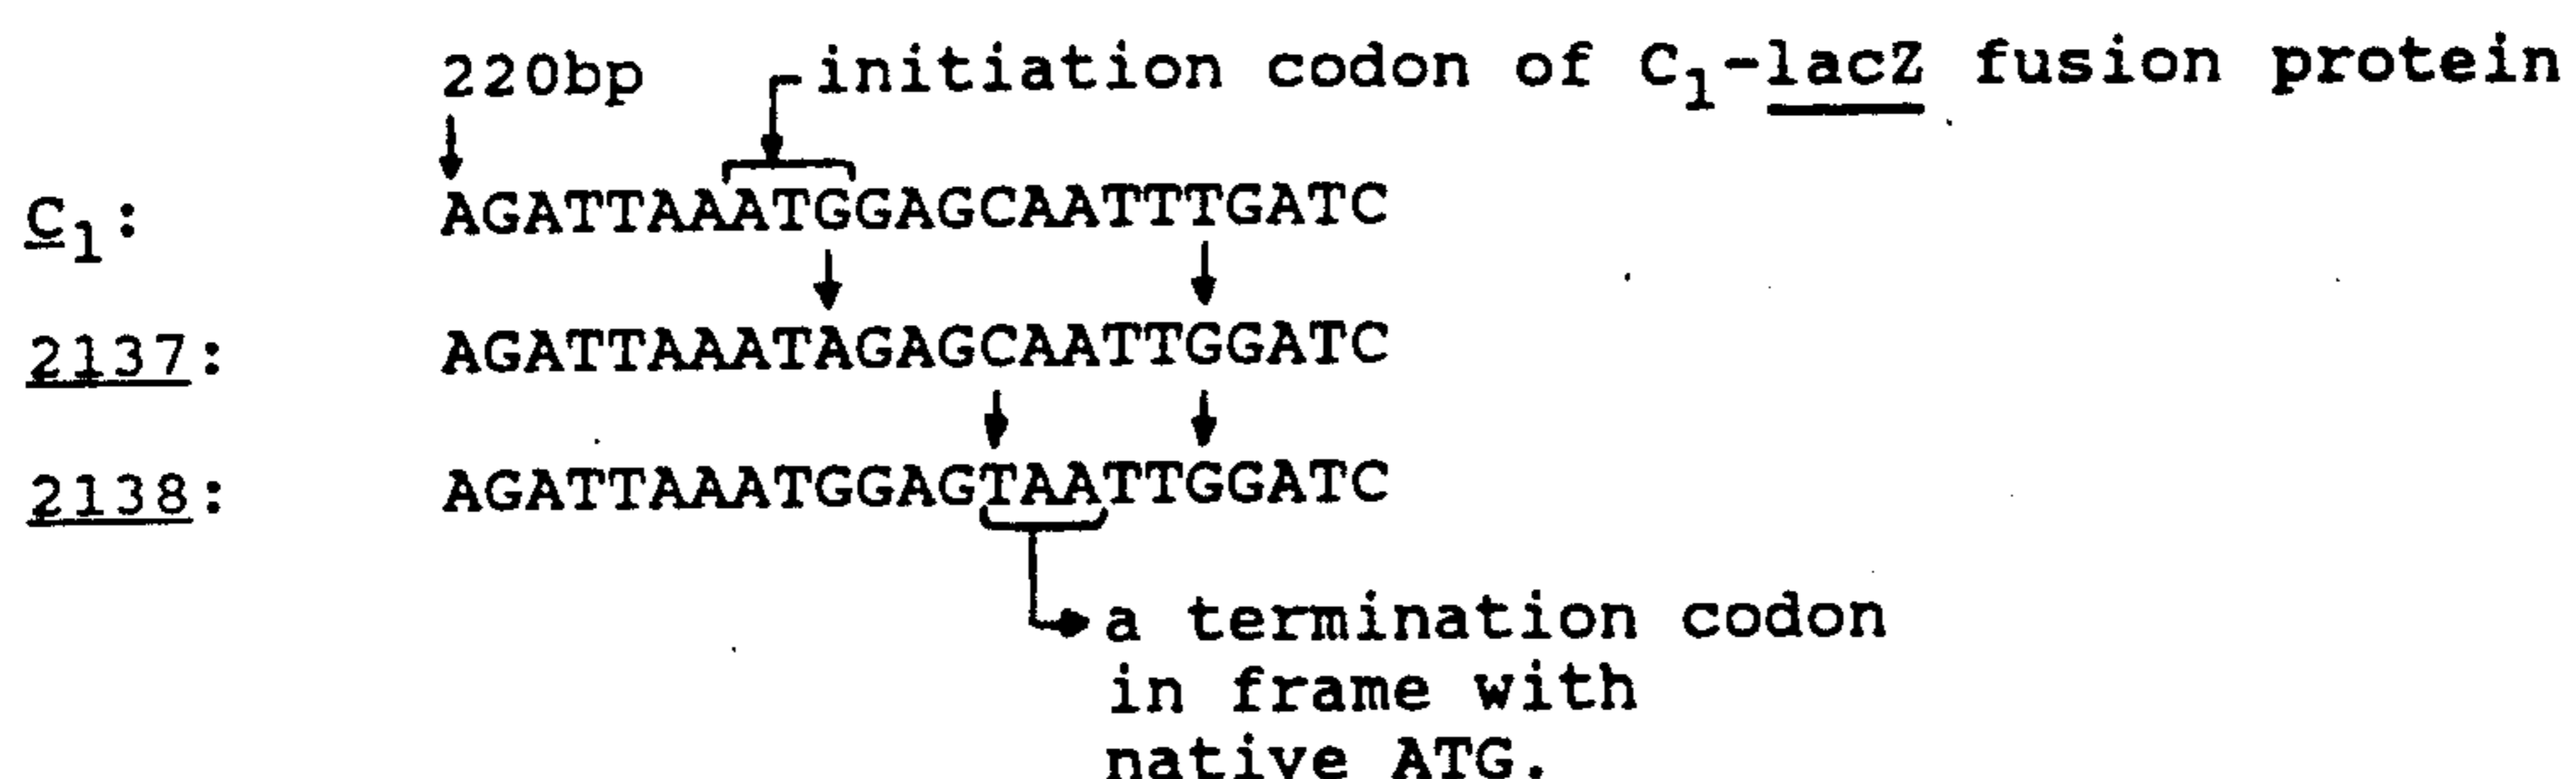 220bp initiation codon of C1-lacZ fusion protein
C1: AGATTAAATGGAGCAATTTGATC
2137: AGATTAAATAGAGCAATTGGATC
2138: AGATTAAATGGAGTAATTGGATC
a termination codon
in frame with
native ATG.